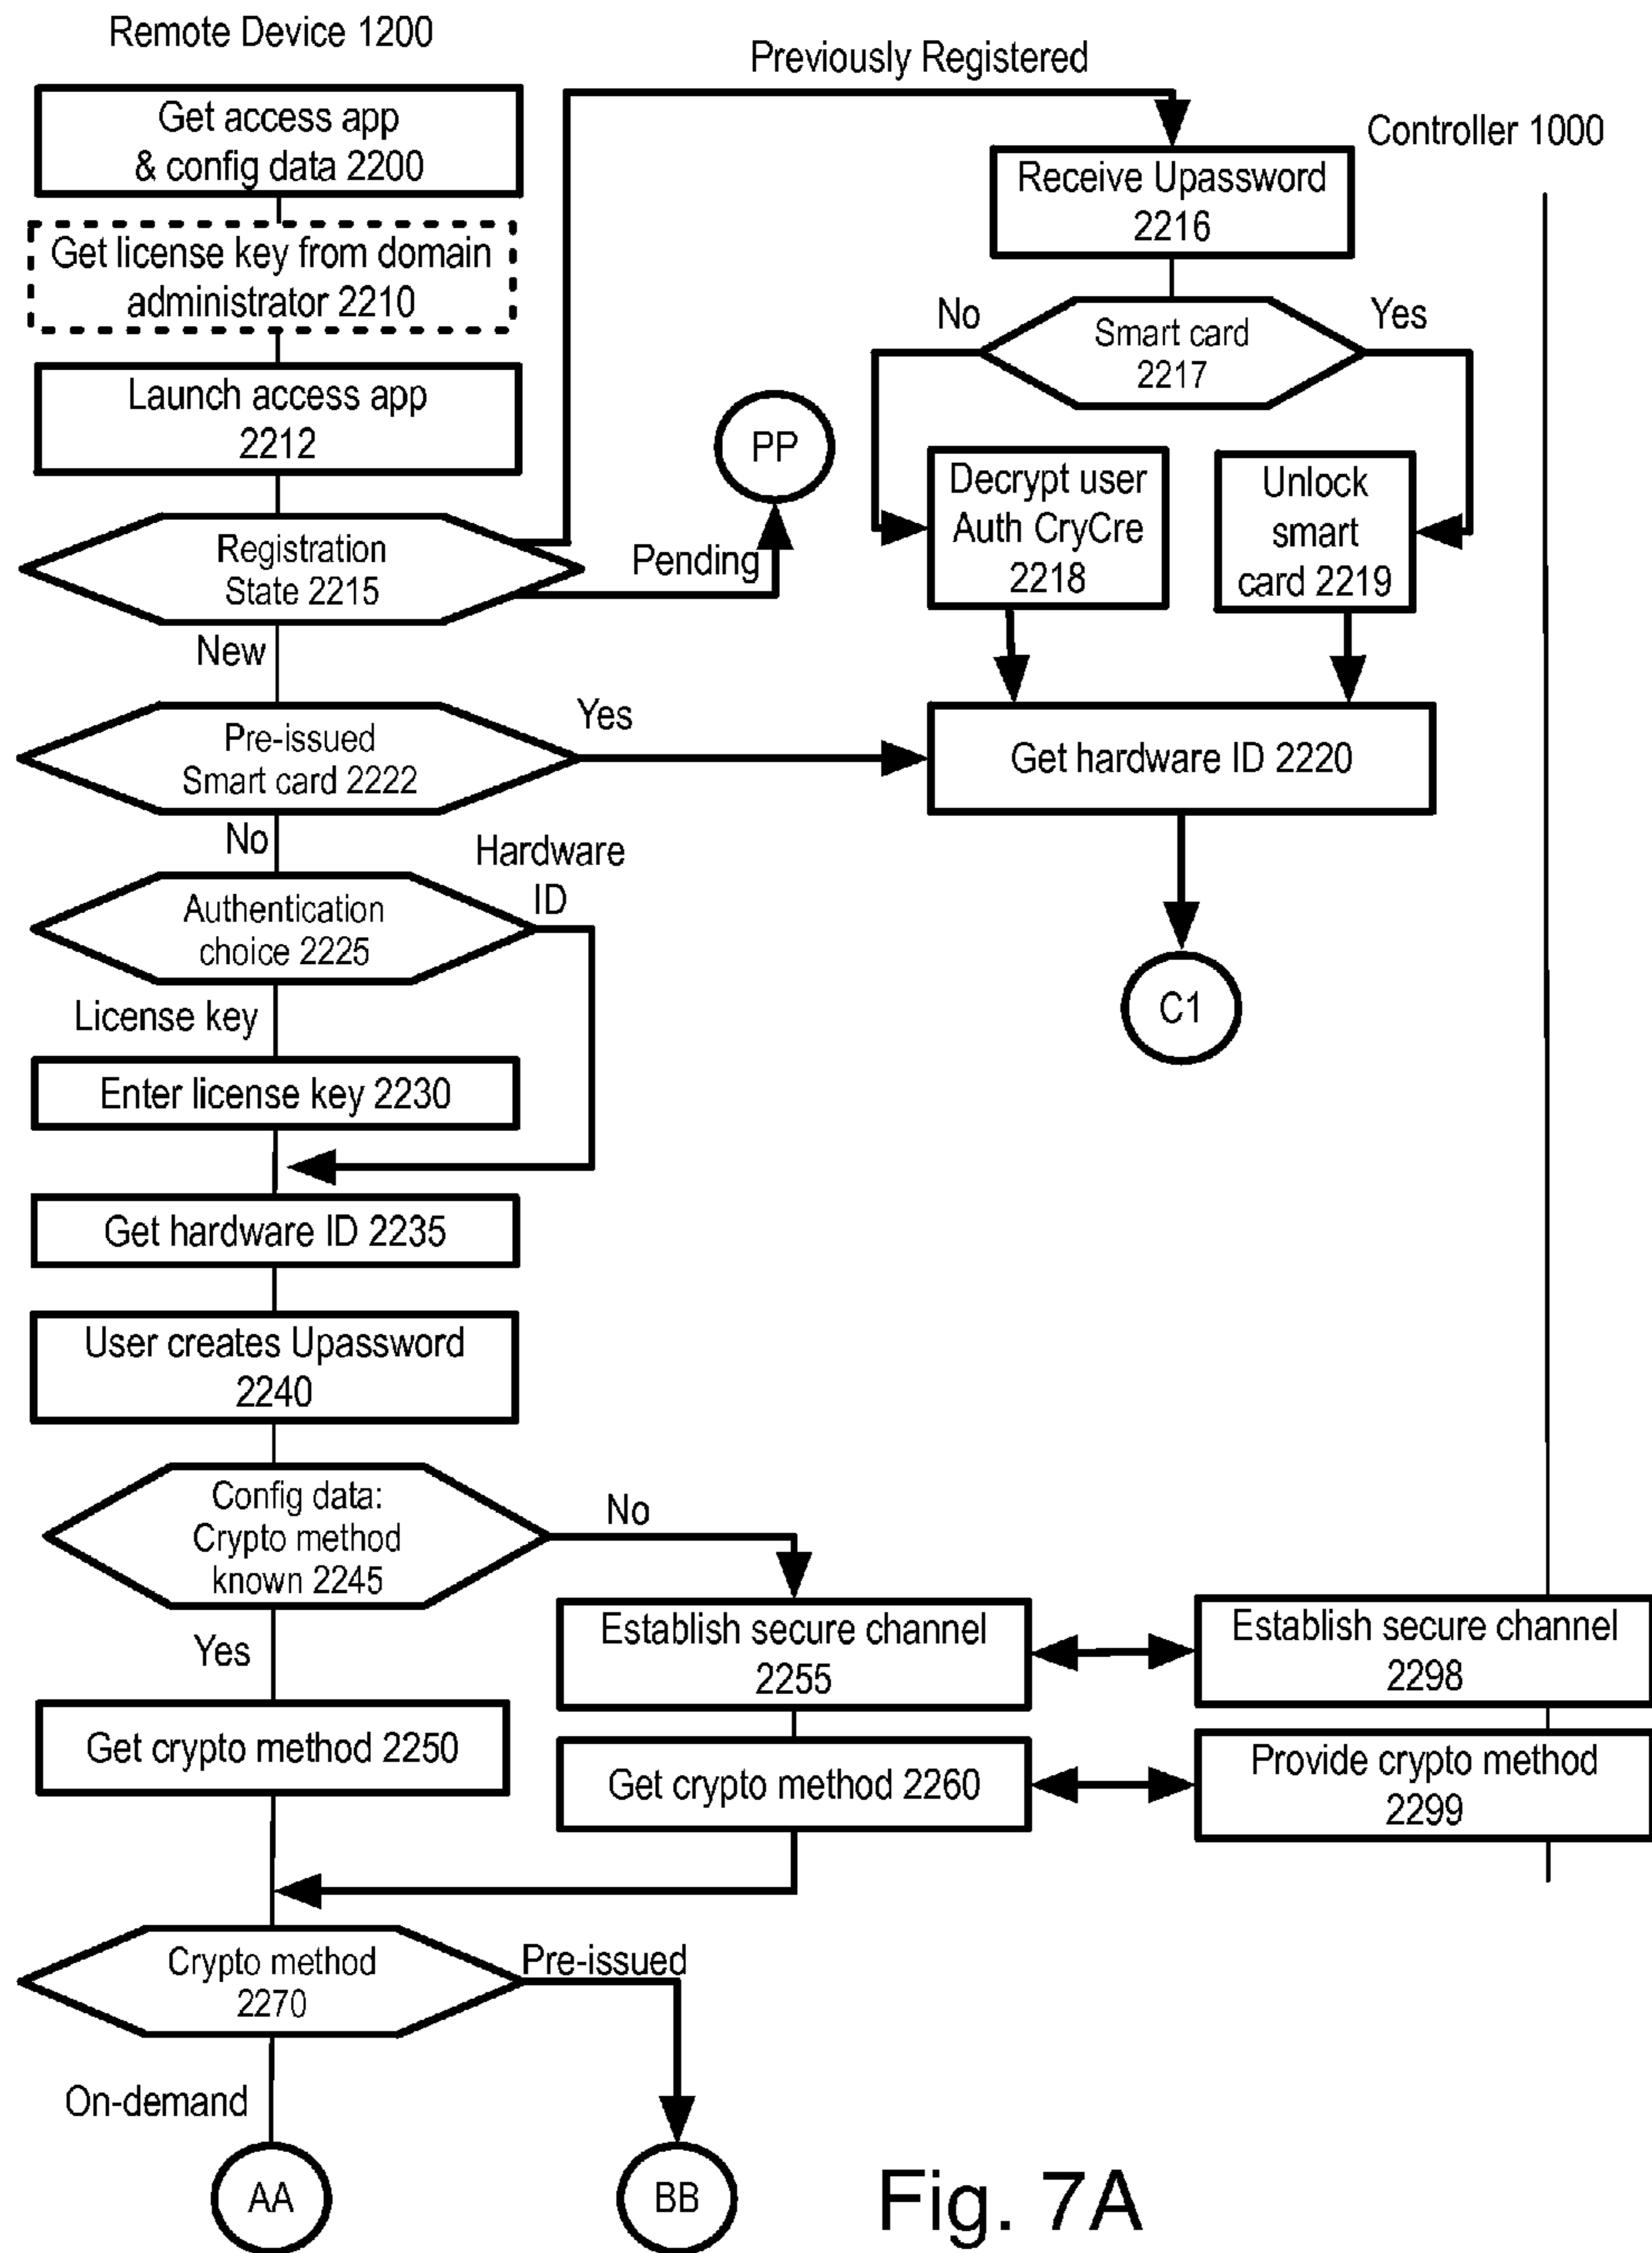 Remote Device 1200
Previously Registered
Controller 1000
Get access app
& config data 2200
Get license key from domain
administrator 2210
Launch access app
2212
Registration
State 2215
Pending
PP
New
Receive Upassword
2216
No
Smart card
2217
Yes
Decrypt user
Auth CryCre
2218
Unlock
smart
card 2219
Pre-issued
Smart card 2222
Yes
Get hardware ID 2220
C1
No
Hardware
ID
Authentication
choice 2225
License key
Enter license key 2230
Get hardware ID 2235
User creates Upassword
2240
Config data:
Crypto method
known 2245
No
Yes
Establish secure channel
2255
Establish secure channel
2298
Get crypto method 2250
Get crypto method 2260
Provide crypto method
2299
Crypto method
2270
Pre-issued
On-demand
AA
BB
Fig. 7A